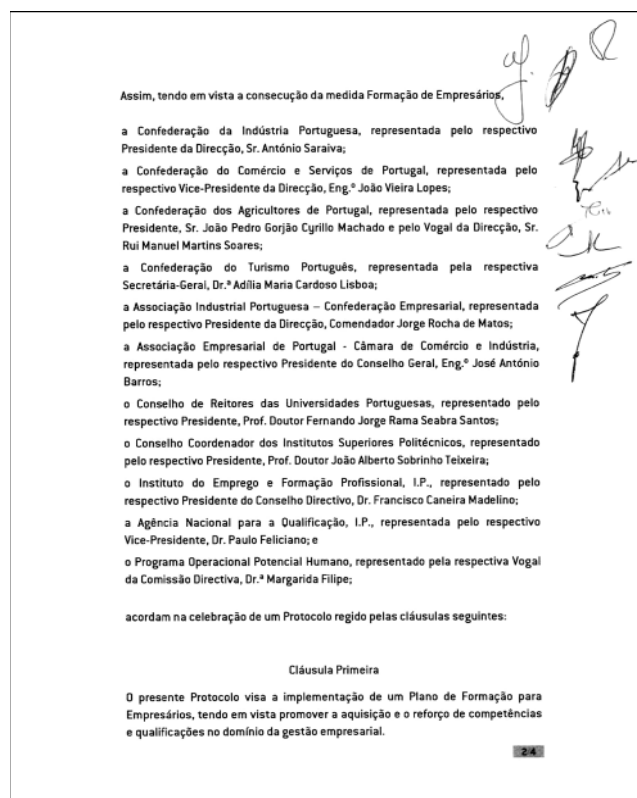 Assim, tendo em vista a consecução da medida Formação de Empresários,
a Confederação da Indústria Portuguesa, representada pelo respectivo
Presidente da Direcção, Sr. António Saraiva;
a Confederação do Comércio e Serviços de Portugal, representada pelo
respectivo Vice-Presidente da Direcção, Eng.º João Vieira Lopes;
a Confederação dos Agricultores de Portugal, representada pelo respectivo
Presidente, Sr. João Pedro Gorjão Cyrillo Machado e pelo Vogal da Direcção, Sr.
Rui Manuel Martins Soares;
a Confederação do Turismo Português, representada pela respectiva
Secretária-Geral, Dr.ª Adília Maria Cardoso Lisboa;
a Associação Industrial Portuguesa – Confederação Empresarial, representada
pelo respectivo Presidente da Direcção, Comendador Jorge Rocha de Matos;
a Associação Empresarial de Portugal - Câmara de Comércio e Indústria,
representada pelo respectivo Presidente do Conselho Geral, Eng.º José António
Barros;
o Conselho de Reitores das Universidades Portuguesas, representado pelo
respectivo Presidente, Prof. Doutor Fernando Jorge Rama Seabra Santos;
o Conselho Coordenador dos Institutos Superiores Politécnicos, representado
pelo respectivo Presidente, Prof. Doutor João Alberto Sobrinho Teixeira;
o Instituto do Emprego e Formação Profissional, I.P., representado pelo
respectivo Presidente do Conselho Directivo, Dr. Francisco Caneira Madelino;
a Agência Nacional para a Qualificação, I.P., representada pelo respectivo
Vice-Presidente, Dr. Paulo Feliciano; e
o Programa Operacional Potencial Humano, representado pela respectiva Vogal
da Comissão Directiva, Dr.ª Margarida Filipe;
acordam na celebração de um Protocolo regido pelas cláusulas seguintes:
Cláusula Primeira
O presente Protocolo visa a implementação de um Plano de Formação para
Empresários, tendo em vista promover a aquisição e o reforço de competências
e qualificações no domínio da gestão empresarial.
2/4